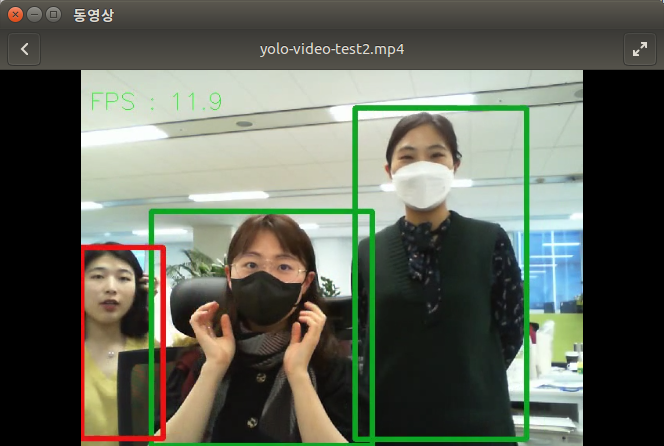 동영상
yolo-video-test2.mp4
FPS : 11.9